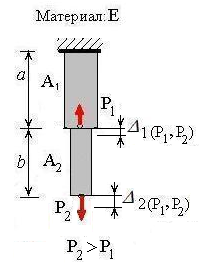 Материал: E
a
A₁
P₁
Δ₁(P₁, P₂)
b
A₂
P₂
Δ₂(P₁, P₂)
P₂ > P₁